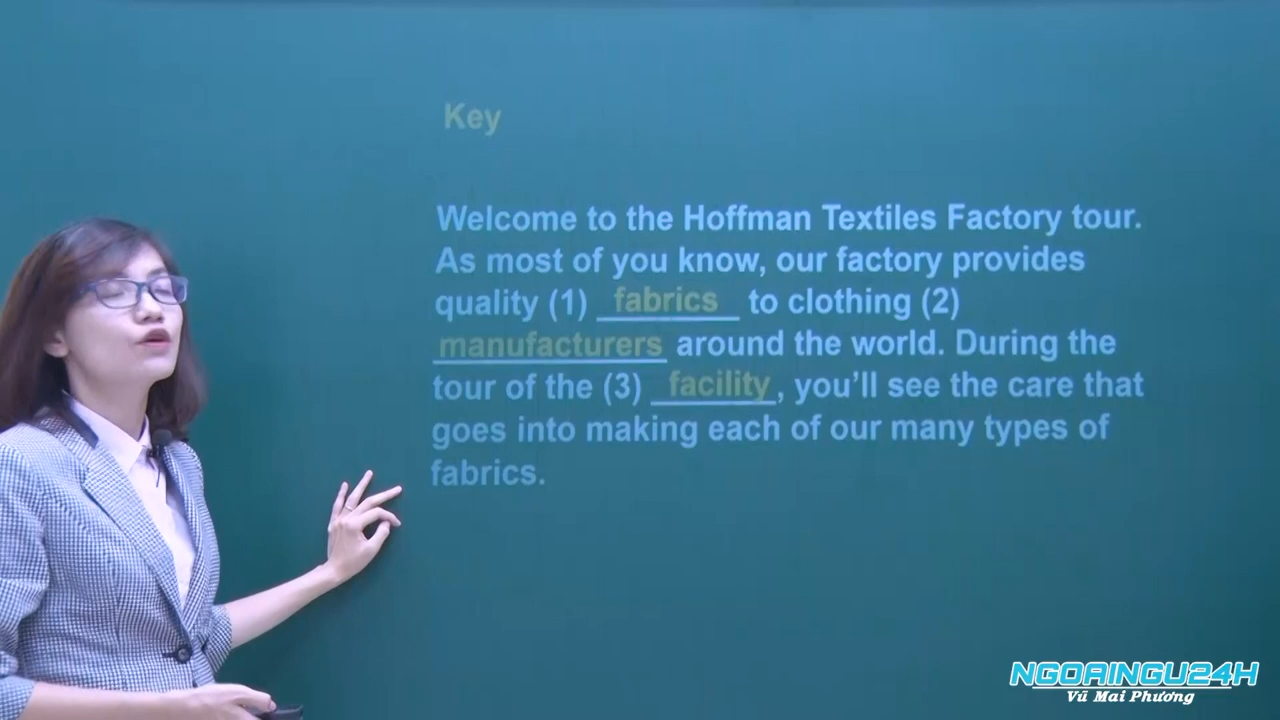 Key
Welcome to the Hoffman Textiles Factory tour.
As most of you know, our factory provides
quality (1) fabrics to clothing (2)
manufacturers around the world. During the
tour of the (3) facility, you’ll see the care that
goes into making each of our many types of
fabrics.
NGOAINGU24H
Vũ Mai Phương